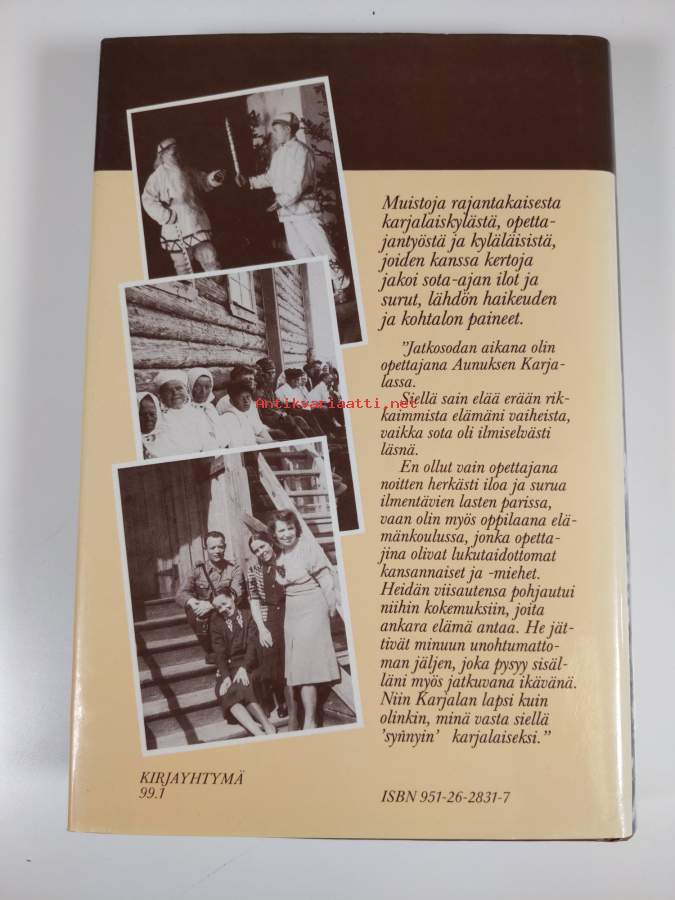 Muistoja rajantakaisesta
karjalaiskylästä, opetta-
jantyöstä ja kyläläisistä,
joiden kanssa kertoja
jakoi sota-ajan ilot ja
surut, lähdön haikeuden
ja kohtalon paineet.
”Jatkosodan aikana olin
opettajana Aunuksen Karja-
lassa.
Siellä sain elää erään rik-
kaimmista elämäni vaiheista,
vaikka sota oli ilmiselvästi
läsnä.
En ollut vain opettajana
noitten herkästi iloa ja surua
ilmentävien lasten parissa,
vaan olin myös oppilaana elä-
mänkoulussa, jonka opetta-
jina olivat lukutaidottomat
kansannaiset ja -miehet.
Heidän viisautensa pohjautui
niihin kokemuksiin, joita
ankara elämä antaa. He jät-
tivät minuun unohtumatto-
man jäljen, joka pysyy sisäl-
läni myös jatkuvana ikävänä.
Niin Karjalan lapsi kuin
olinkin, minä vasta siellä
’synnyin’ karjalaiseksi.”
Antikvariaatti.net
KIRJAYHTYMÄ
99.1
ISBN 951-26-2831-7